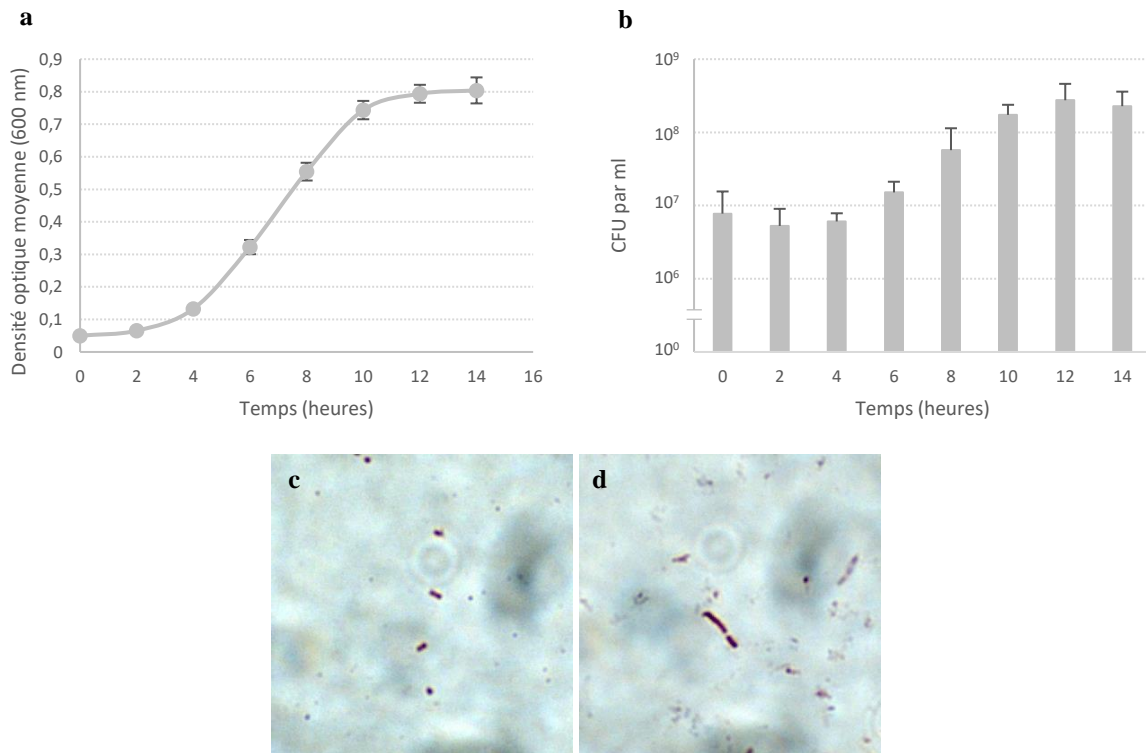 a
Densité optique moyenne (600 nm)
0,9
0,8
0,7
0,6
0,5
0,4
0,3
0,2
0,1
0
0 2 4 6 8 10 12 14 16
Temps (heures)
b
CFU par ml
10⁹
10⁸
10⁷
10⁶
10⁰
0 2 4 6 8 10 12 14
Temps (heures)
c
d